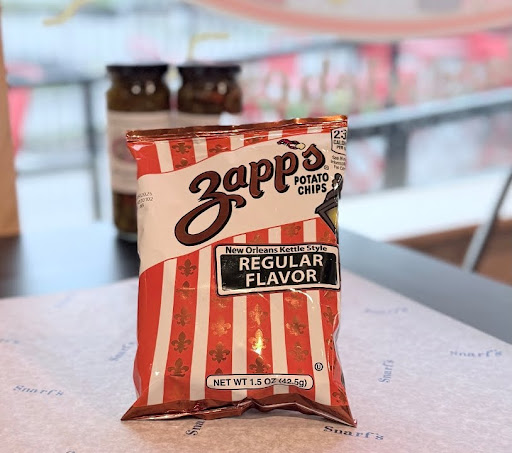 Zapp's
POTATO
CHIPS
New Orleans Kettle Style
REGULAR
FLAVOR
NET WT 1.5 OZ (42.5g)
Snarf's
Snarf's
Snarf's
Snarf's